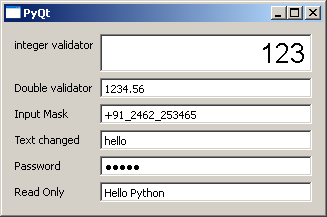 PyQt
integer validator 123
Double validator 1234.56
Input Mask +91_2462_253465
Text changed hello
Password ●●●●●
Read Only Hello Python